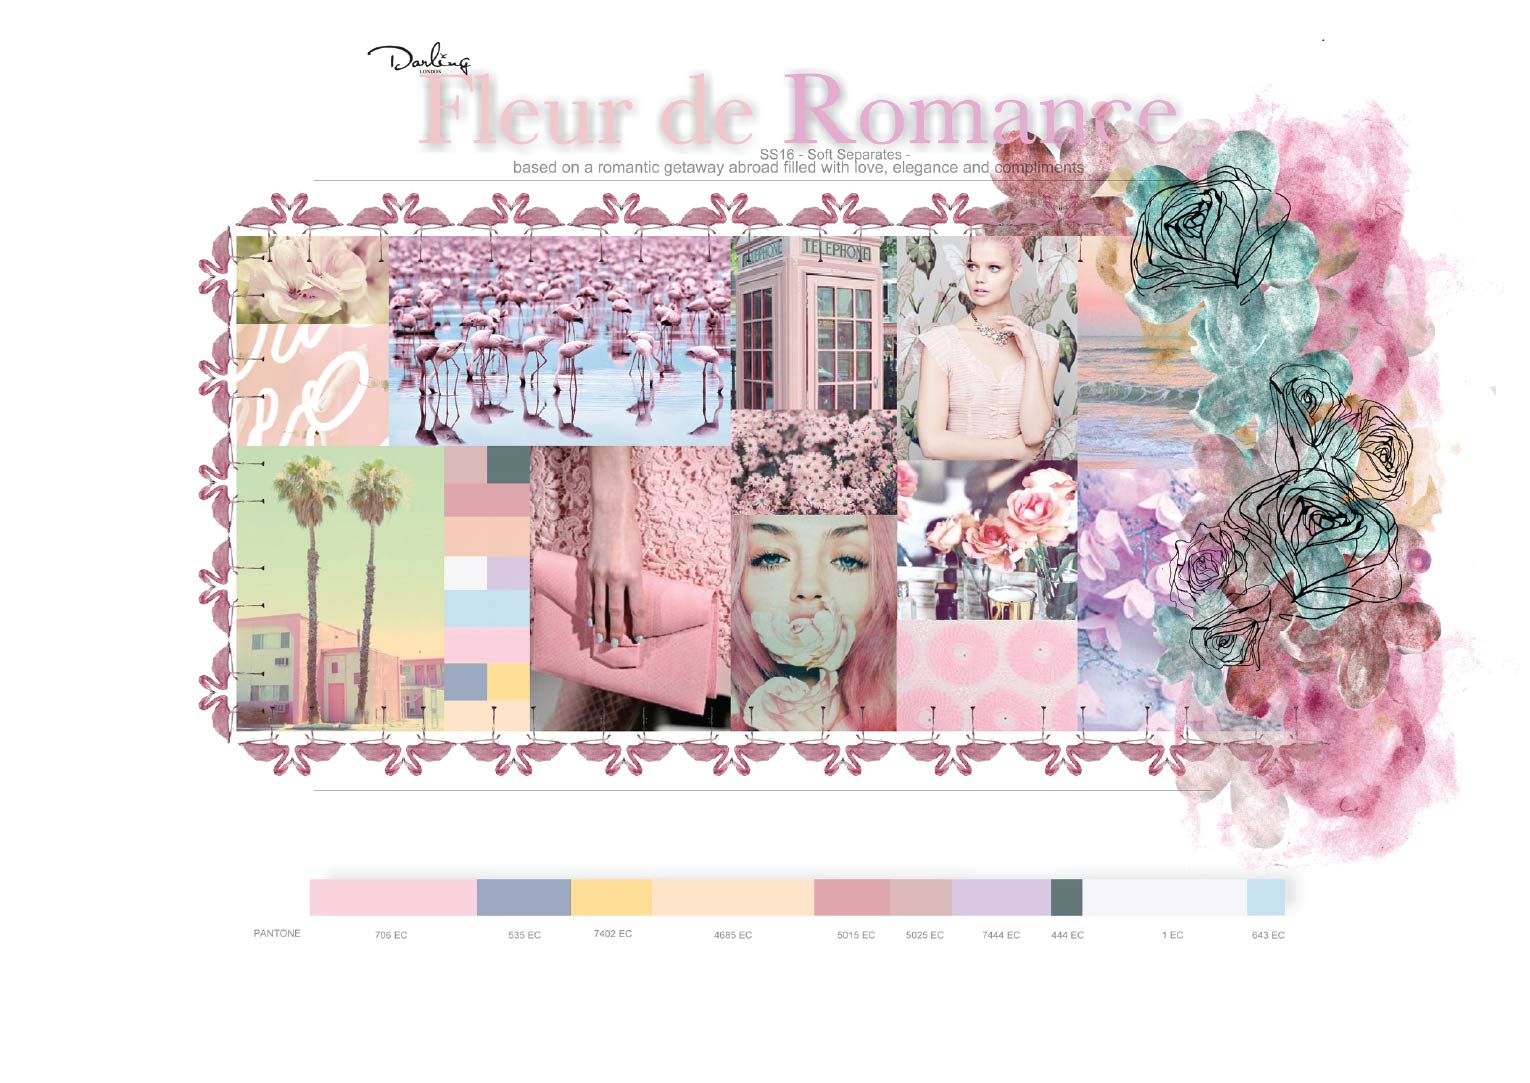 Darling
LONDON
Fleur de Romance
SS16 - Soft Separates -
based on a romantic getaway abroad filled with love, elegance and compliments
TELEPHONE
TELEPHONE
PANTONE
706 EC
535 EC
7402 EC
4685 EC
5015 EC
5025 EC
7444 EC
444 EC
1 EC
643 EC